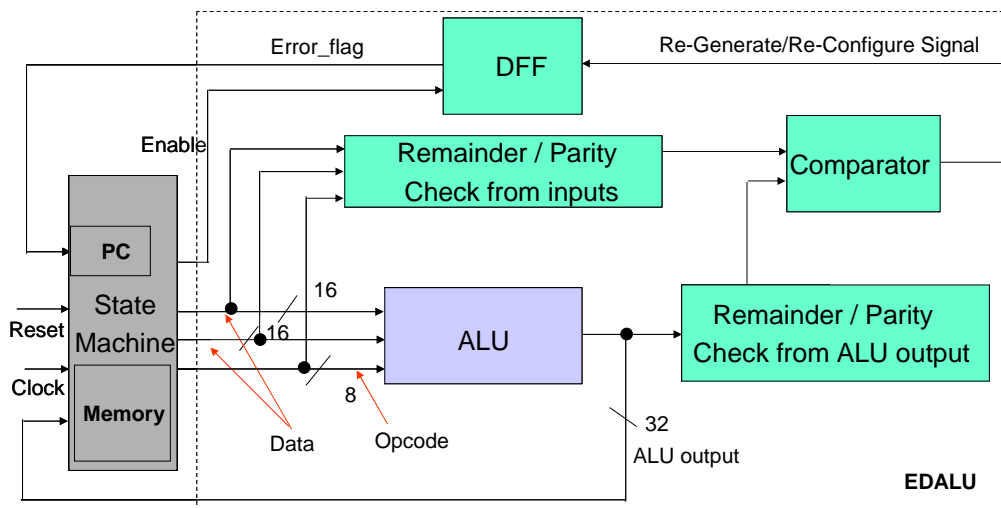 Error_flag
DFF
Re-Generate/Re-Configure Signal
Enable
Remainder / Parity
Check from inputs
Comparator
PC
State
Machine
Memory
Reset
Clock
16
16
8
ALU
Remainder / Parity
Check from ALU output
Data
Opcode
32
ALU output
EDALU